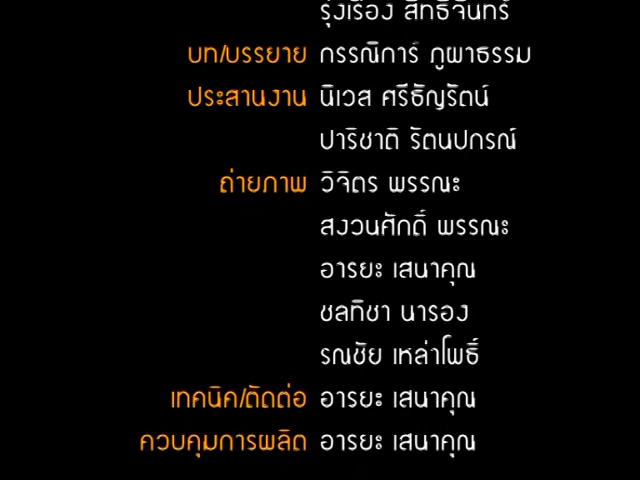 รุ่งเรือง สิทธิจันทร์
บท/บรรยาย กรรณิการ์ ภูผาธรรม
ประสานงาน นิเวส ศรีธัญรัตน์
ปาริชาติ รัตนปกรณ์
ถ่ายภาพ วิจิตร พรรณะ
สงวนศักดิ์ พรรณะ
อารยะ เสนาคุณ
ชลทิชา นารอง
รณชัย เหล่าโพธิ์
เทคนิค/ตัดต่อ อารยะ เสนาคุณ
ควบคุมการผลิต อารยะ เสนาคุณ